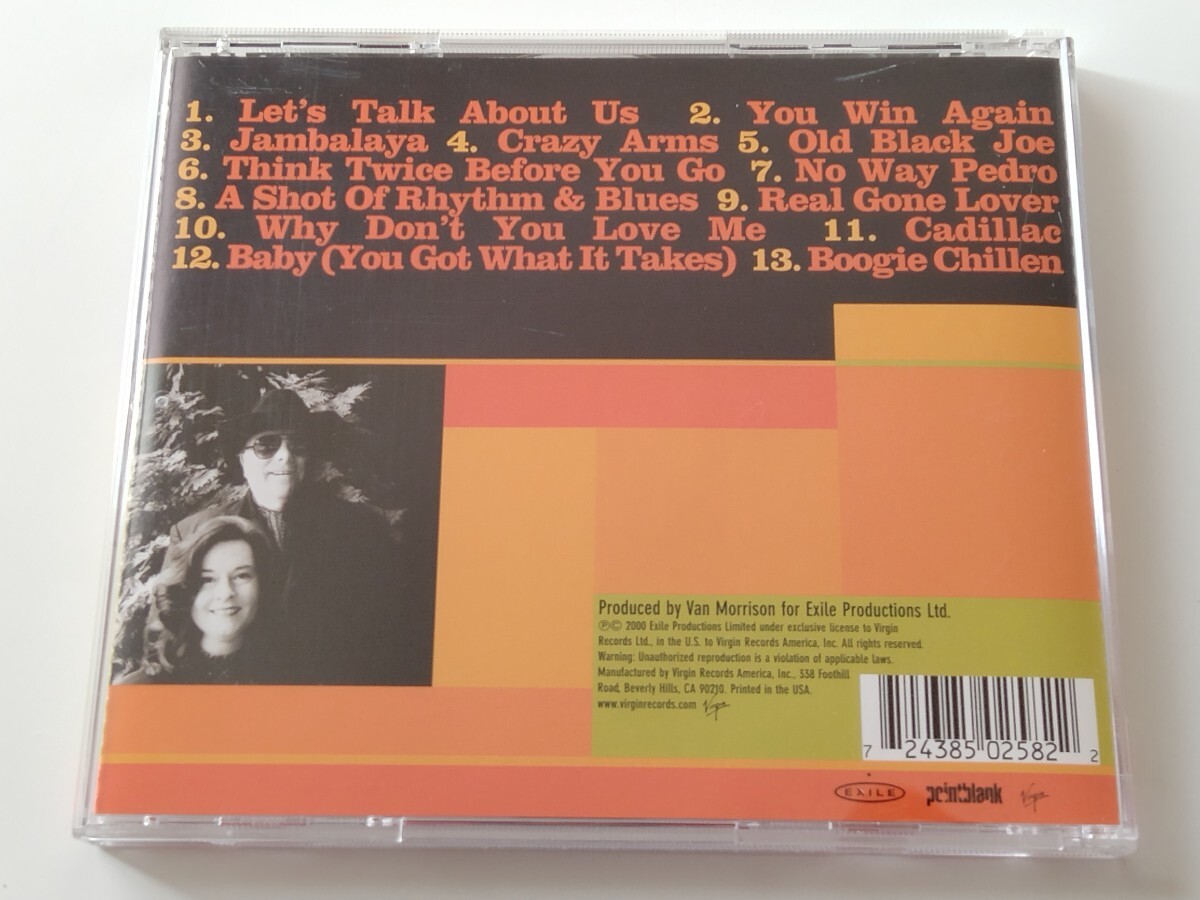 1. Let's Talk About Us 2. You Win Again
3. Jambalaya 4. Crazy Arms 5. Old Black Joe
6. Think Twice Before You Go 7. No Way Pedro
8. A Shot Of Rhythm & Blues 9. Real Gone Lover
10. Why Don't You Love Me 11. Cadillac
12. Baby (You Got What It Takes) 13. Boogie Chillen
Produced by Van Morrison for Exile Productions Ltd.
℗© 2000 Exile Productions Limited under exclusive license to Virgin
Records Ltd., in the U.S. to Virgin Records America, Inc. All rights reserved.
Warning: Unauthorized reproduction is a violation of applicable laws.
Manufactured by Virgin Records America, Inc., 338 Foothill
Road, Beverly Hills, CA 90210. Printed in the USA.
www.virginrecords.com Virgin
7 24385 02582 2
EXILE pointblank Virgin